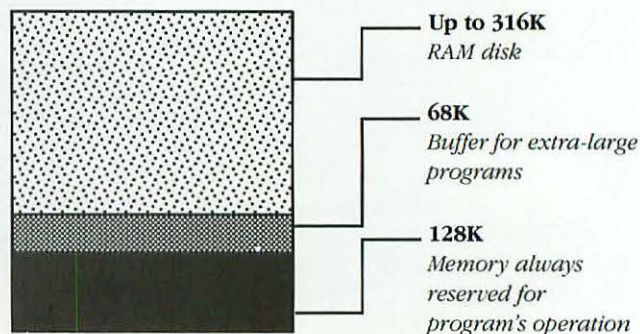 Up to 316K
RAM disk
68K
Buffer for extra-large
programs
128K
Memory always
reserved for
program's operation